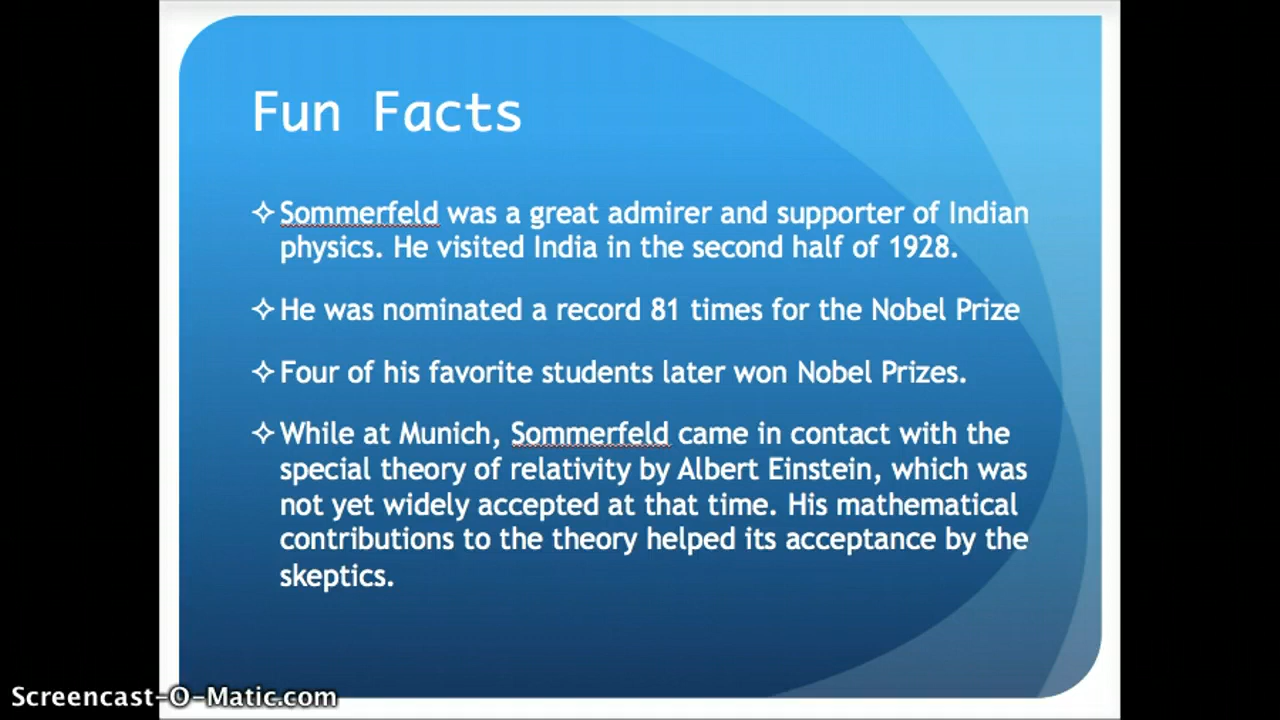 Fun Facts
✧Sommerfeld was a great admirer and supporter of Indian
physics. He visited India in the second half of 1928.
✧He was nominated a record 81 times for the Nobel Prize
✧Four of his favorite students later won Nobel Prizes.
✧While at Munich, Sommerfeld came in contact with the
special theory of relativity by Albert Einstein, which was
not yet widely accepted at that time. His mathematical
contributions to the theory helped its acceptance by the
skeptics.
Screencast-O-Matic.com